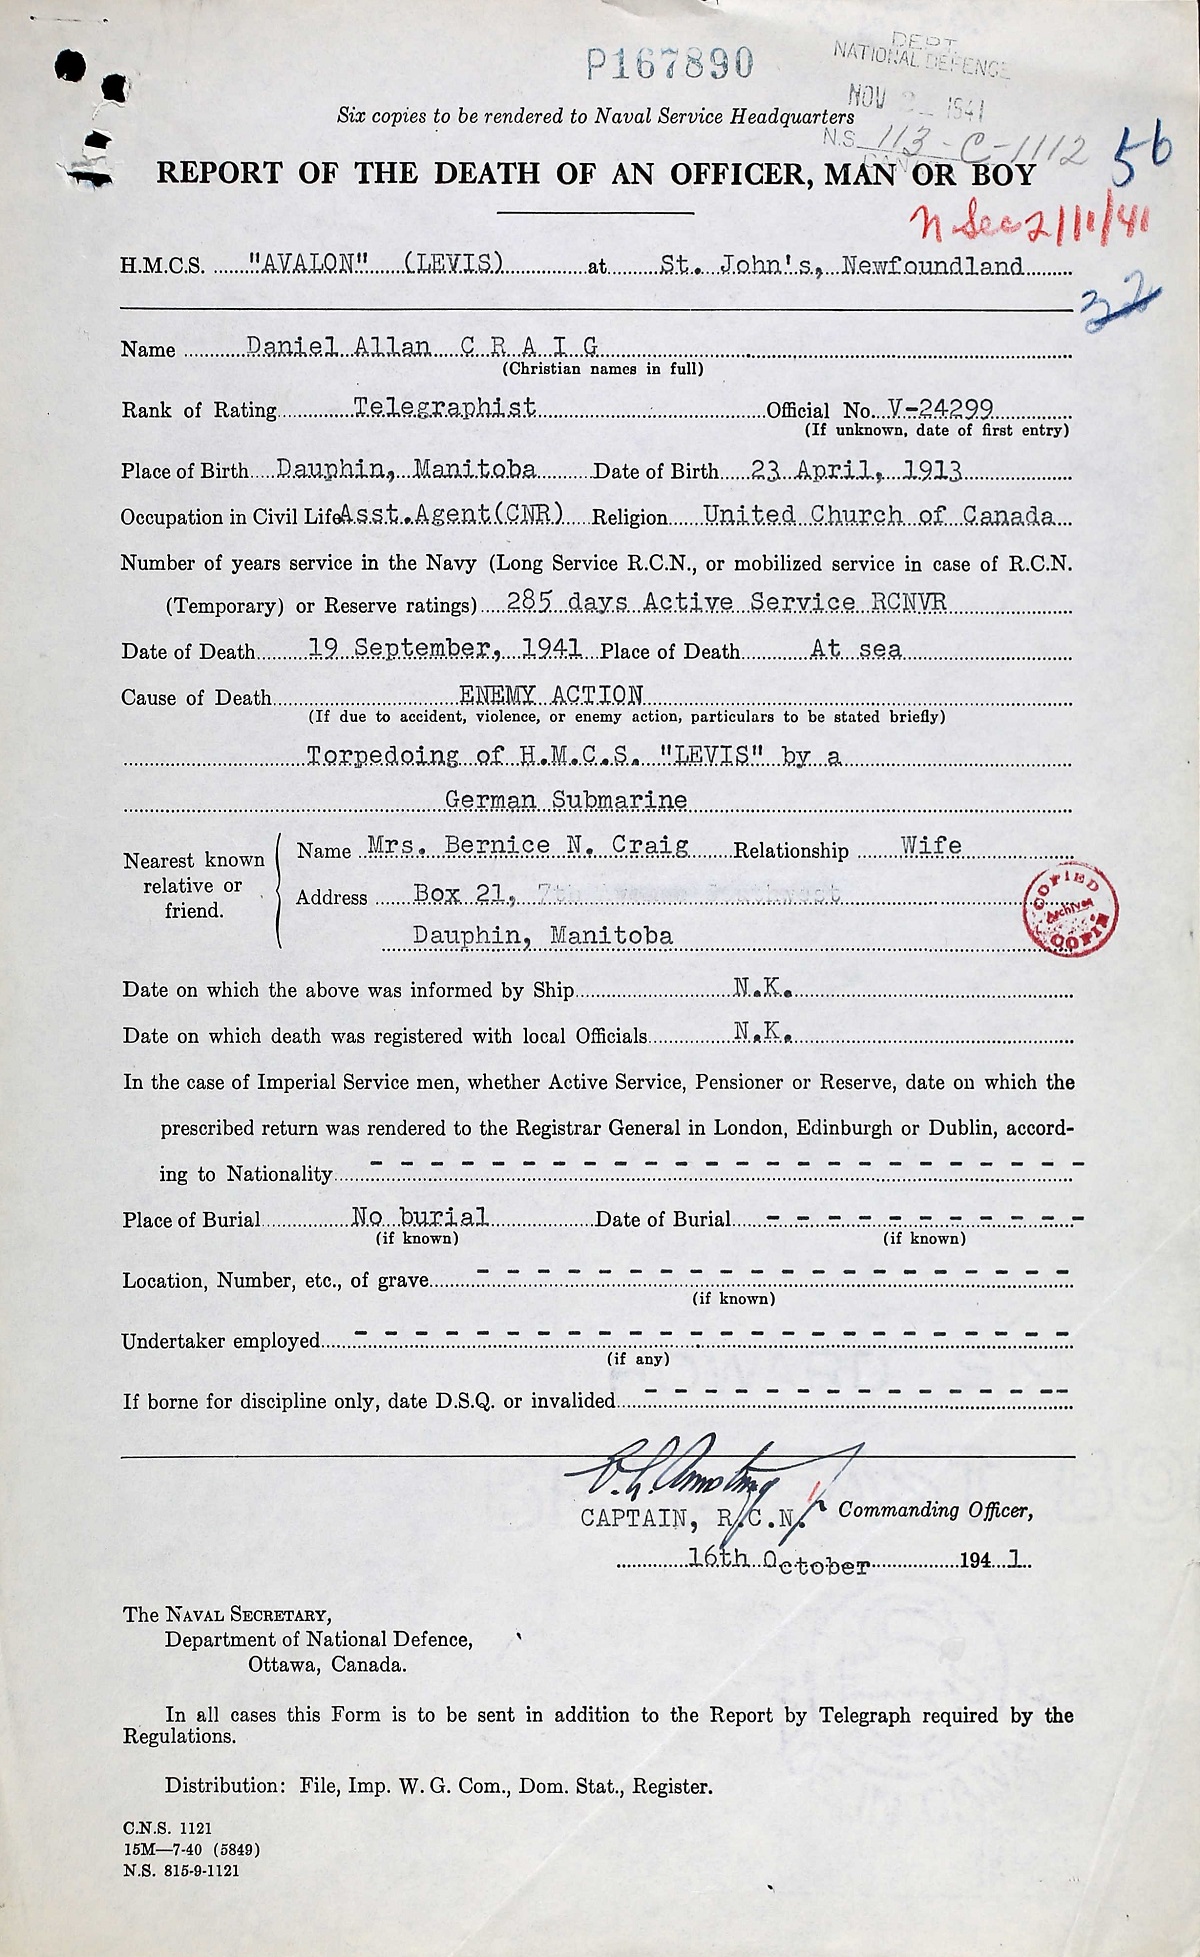 P167890
DEPT.
NATIONAL DEFENCE
NOV 1941
Six copies to be rendered to Naval Service Headquarters
N.S. 113-C-1112
56
REPORT OF THE DEATH OF AN OFFICER, MAN OR BOY
N Sec 2/11/41
H.M.C.S. "AVALON" (LEVIS) at St. John's, Newfoundland
32
Name Daniel Allan C R A I G
(Christian names in full)
Rank of Rating Telegraphist Official No. V-24299
(If unknown, date of first entry)
Place of Birth Dauphin, Manitoba Date of Birth 23 April, 1913
Occupation in Civil Life Asst.Agent(CNR) Religion United Church of Canada
Number of years service in the Navy (Long Service R.C.N., or mobilized service in case of R.C.N.
(Temporary) or Reserve ratings) 285 days Active Service RCNVR
Date of Death 19 September, 1941 Place of Death At sea
Cause of Death ENEMY ACTION
(If due to accident, violence, or enemy action, particulars to be stated briefly)
Torpedoing of H.M.C.S. "LEVIS" by a
German Submarine
Nearest known relative or friend.
Name Mrs. Bernice N. Craig Relationship Wife
Address Box 21, 7th Avenue Southwest
Dauphin, Manitoba
COPIED
Archives
COPIN
Date on which the above was informed by Ship N.K.
Date on which death was registered with local Officials N.K.
In the case of Imperial Service men, whether Active Service, Pensioner or Reserve, date on which the
prescribed return was rendered to the Registrar General in London, Edinburgh or Dublin, accord-
ing to Nationality - - - - - - - - - - - - - - - - - - - - - - - -
Place of Burial No burial Date of Burial - - - - - - - - - - -
(if known) (if known)
Location, Number, etc., of grave - - - - - - - - - - - - - - - - - - - -
(if known)
Undertaker employed - - - - - - - - - - - - - - - - - - - - - - - -
(if any)
If borne for discipline only, date D.S.Q. or invalided - - - - - - - - - - - - - - --
CAPTAIN, R.C.N. Commanding Officer,
16th October 1941
The NAVAL SECRETARY,
Department of National Defence,
Ottawa, Canada.
In all cases this Form is to be sent in addition to the Report by Telegraph required by the
Regulations.
Distribution: File, Imp. W. G. Com., Dom. Stat., Register.
C.N.S. 1121
15M—7-40 (5849)
N.S. 815-9-1121